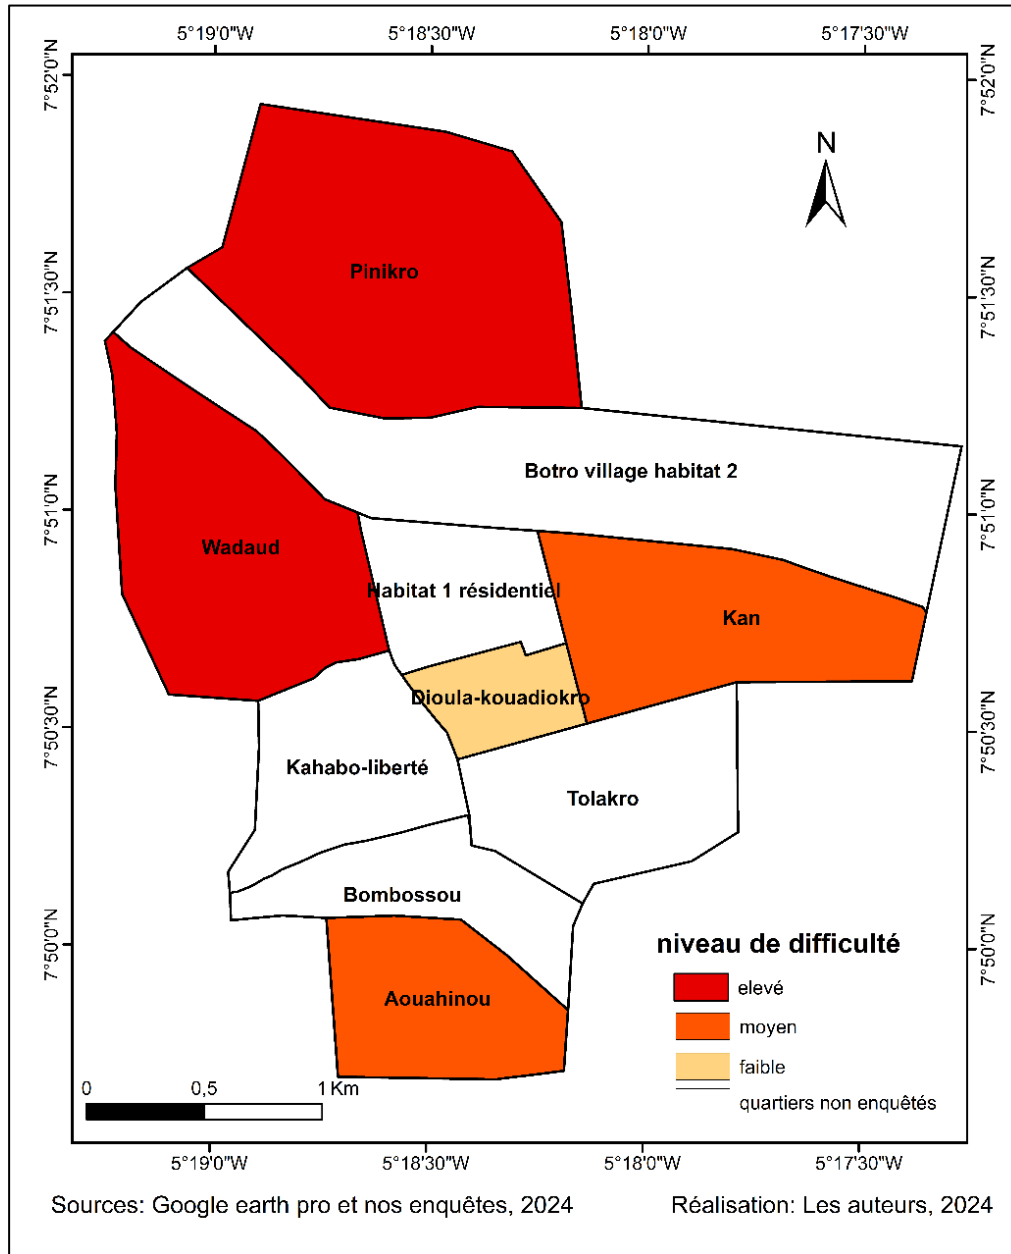 5°19'0"W 5°18'30"W 5°18'0"W 5°17'30"W
7°52'0"N
7°52'0"N
N
Pinikro
7°51'30"N
7°51'30"N
Botro village habitat 2
7°51'0"N
7°51'0"N
Wadaud
Habitat 1 résidentiel
Kan
Dioula-kouadiokro
7°50'30"N
7°50'30"N
Kahabo-liberté
Tolakro
Bombossou
7°50'0"N
7°50'0"N
niveau de difficulté
elevé
Aouahinou
moyen
faible
quartiers non enquêtés
0 0,5 1 Km
5°19'0"W 5°18'30"W 5°18'0"W 5°17'30"W
Sources: Google earth pro et nos enquêtes, 2024 Réalisation: Les auteurs, 2024